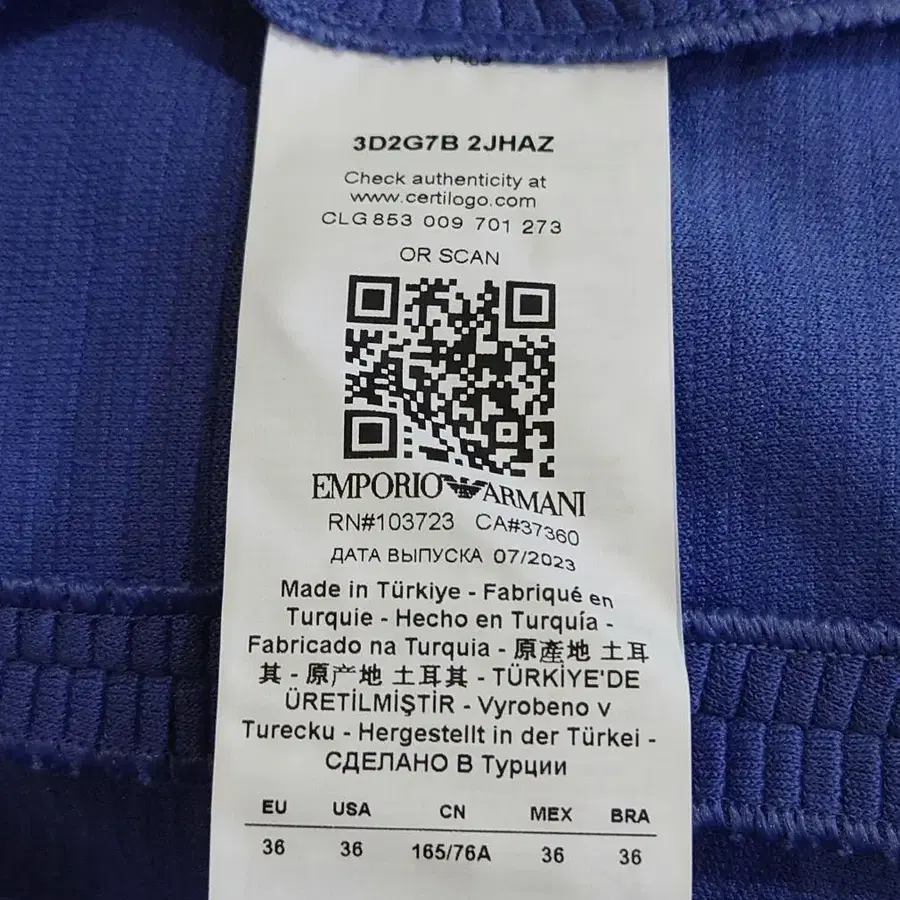 3D2G7B 2JHAZ
Check authenticity at
www.certilogo.com
CLG 853 009 701 273
OR SCAN
EMPORIO ARMANI
RN#103723 CA#37360
ДАТА ВЫПУСКА 07/2023
Made in Türkiye - Fabriqué en
Turquie - Hecho en Turquía -
Fabricado na Turquia - 原產地 土耳
其 - 原产地 土耳其 - TÜRKİYE'DE
ÜRETİLMİŞTİR - Vyrobeno v
Turecku - Hergestellt in der Türkei -
СДЕЛАНО В Турции
EU USA CN MEX BRA
36 36 165/76A 36 36